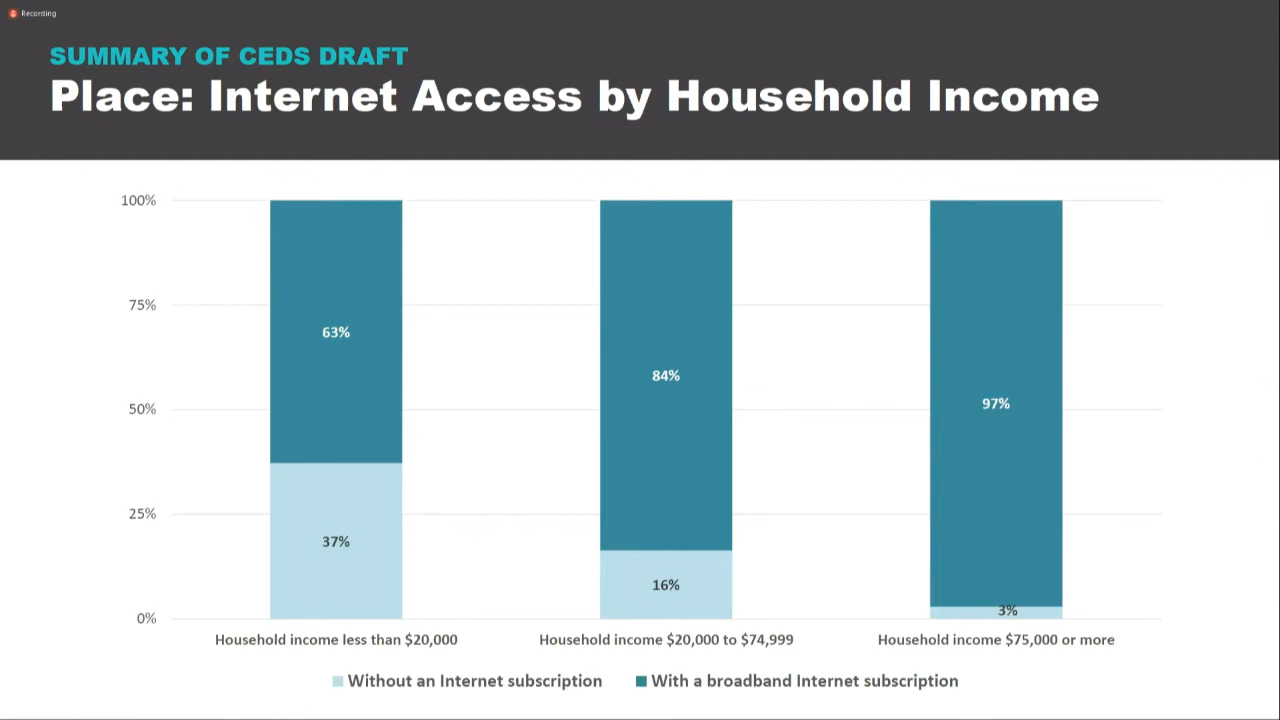 Recording
SUMMARY OF CEDS DRAFT
Place: Internet Access by Household Income
100%
75%
50%
25%
0%
63%
37%
84%
16%
97%
3%
Household income less than $20,000
Household income $20,000 to $74,999
Household income $75,000 or more
Without an Internet subscription
With a broadband Internet subscription